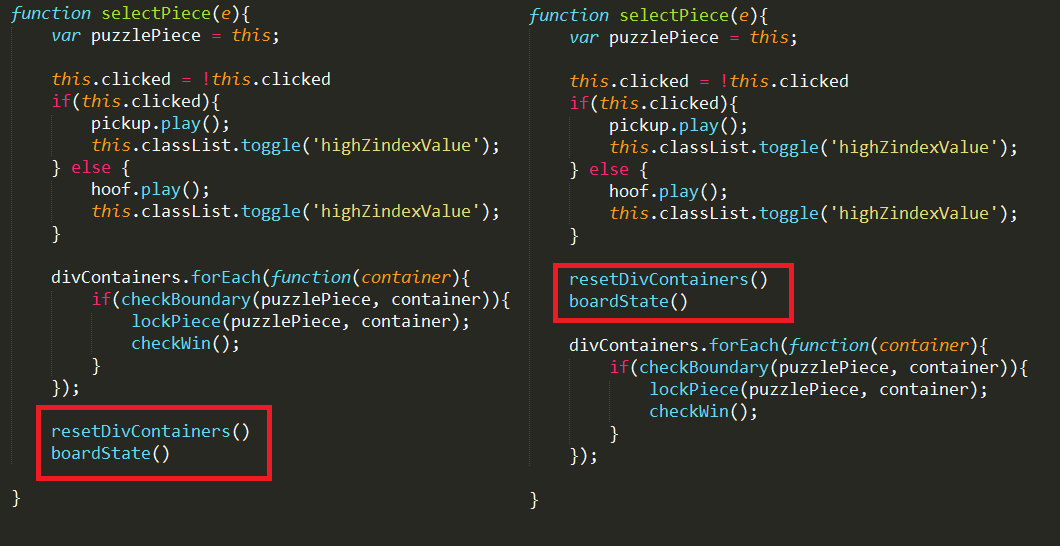 function selectPiece(e){
var puzzlePiece = this;
this.clicked = !this.clicked
if(this.clicked){
pickup.play();
this.classList.toggle('highZindexValue');
} else {
hoof.play();
this.classList.toggle('highZindexValue');
}
divContainers.forEach(function(container){
if(checkBoundary(puzzlePiece, container)){
lockPiece(puzzlePiece, container);
checkWin();
}
});
resetDivContainers()
boardState()
}
function selectPiece(e){
var puzzlePiece = this;
this.clicked = !this.clicked
if(this.clicked){
pickup.play();
this.classList.toggle('highZindexValue');
} else {
hoof.play();
this.classList.toggle('highZindexValue');
}
resetDivContainers()
boardState()
divContainers.forEach(function(container){
if(checkBoundary(puzzlePiece, container)){
lockPiece(puzzlePiece, container);
checkWin();
}
});
}